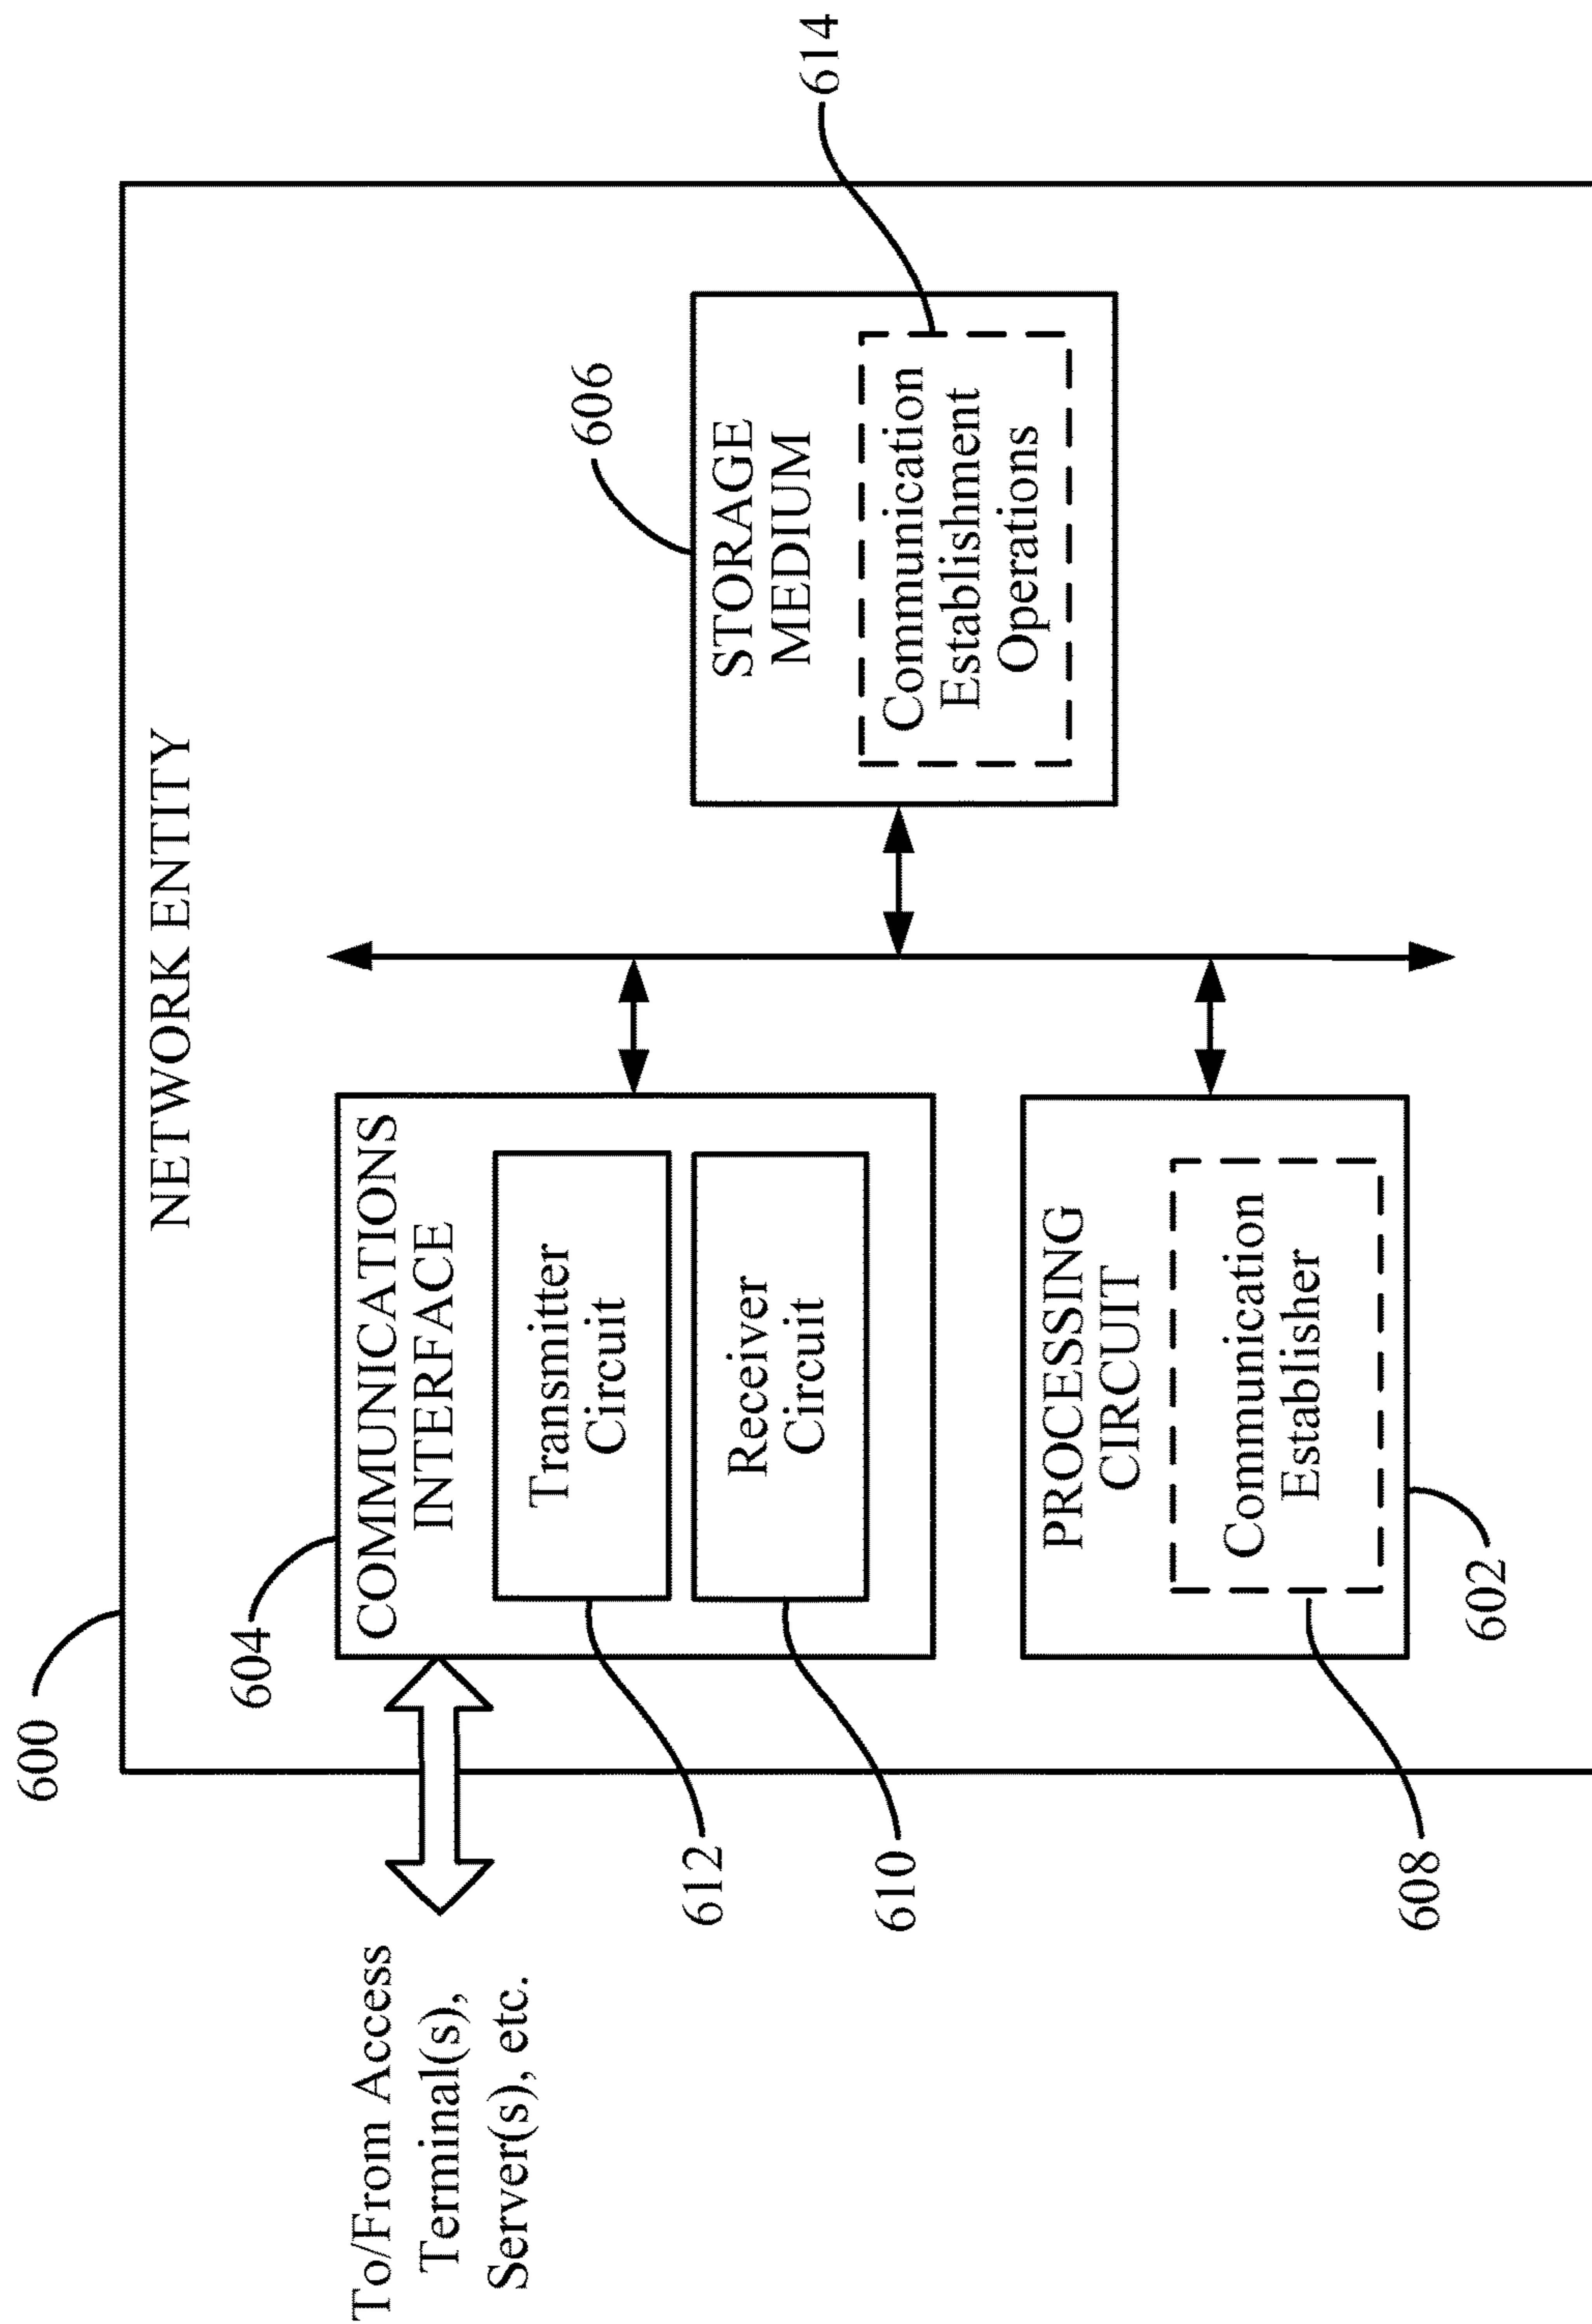 600
NETWORK ENTITY
604
COMMUNICATIONS
INTERFACE
To/From Access
Terminal(s),
Server(s), etc.
Transmitter
Circuit
612
Receiver
Circuit
610
606
STORAGE
MEDIUM
Communication
Establishment
Operations
614
PROCESSING
CIRCUIT
Communication
Establisher
608
602